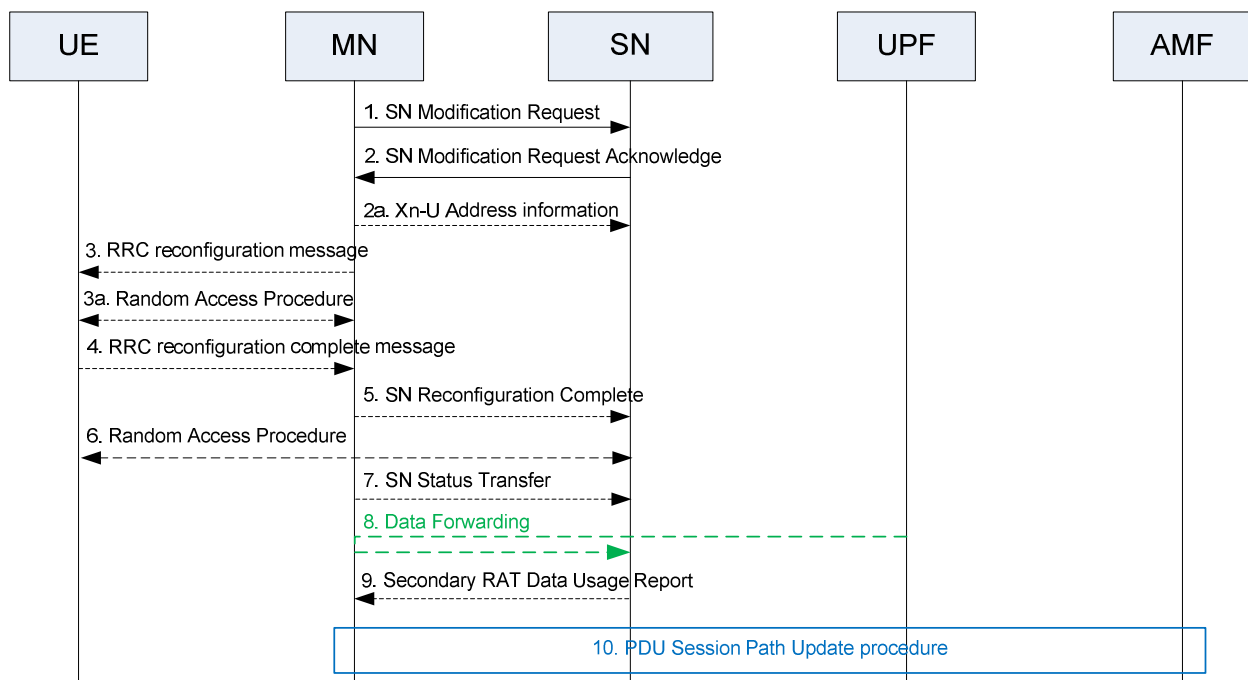 UE
MN
SN
UPF
AMF
1. SN Modification Request
2. SN Modification Request Acknowledge
2a. Xn-U Address information
3. RRC reconfiguration message
3a. Random Access Procedure
4. RRC reconfiguration complete message
5. SN Reconfiguration Complete
6. Random Access Procedure
7. SN Status Transfer
8. Data Forwarding
9. Secondary RAT Data Usage Report
10. PDU Session Path Update procedure